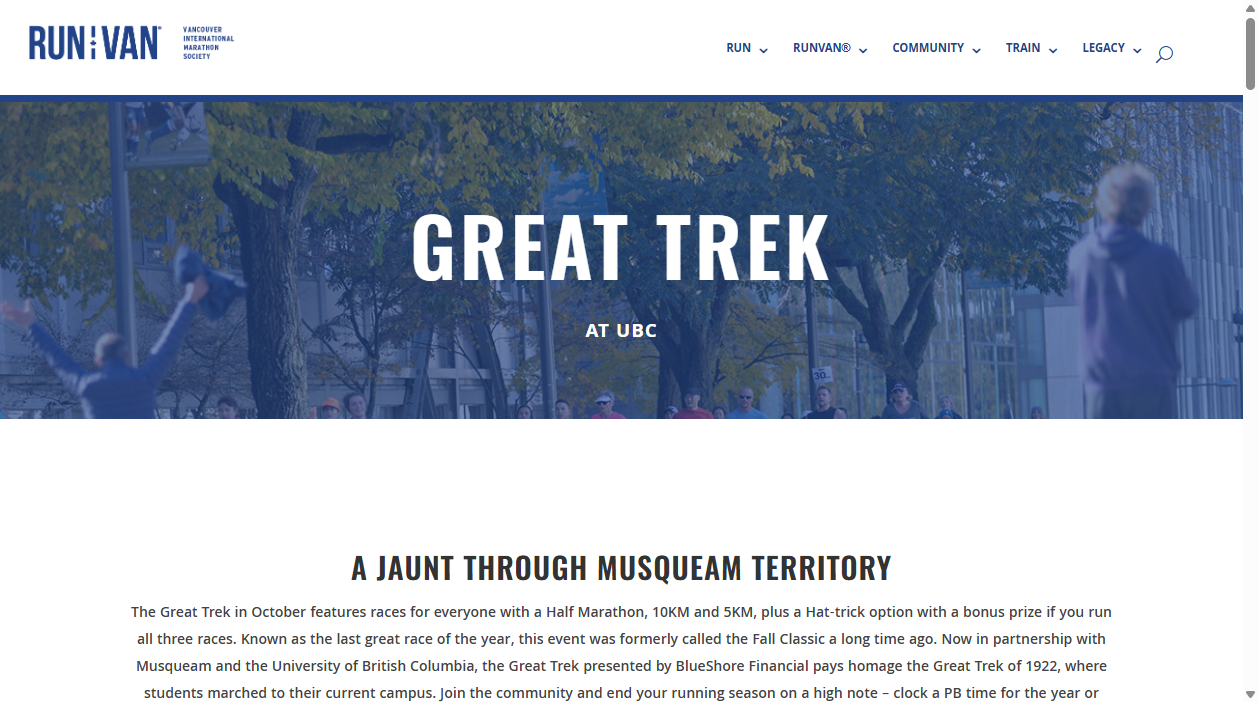 RUN VAN®
VANCOUVER
INTERNATIONAL
MARATHON
SOCIETY
RUN
RUNVAN®
COMMUNITY
TRAIN
LEGACY
GREAT TREK
AT UBC
30
A JAUNT THROUGH MUSQUEAM TERRITORY
The Great Trek in October features races for everyone with a Half Marathon, 10KM and 5KM, plus a Hat-trick option with a bonus prize if you run
all three races. Known as the last great race of the year, this event was formerly called the Fall Classic a long time ago. Now in partnership with
Musqueam and the University of British Columbia, the Great Trek presented by BlueShore Financial pays homage the Great Trek of 1922, where
students marched to their current campus. Join the community and end your running season on a high note – clock a PB time for the year or